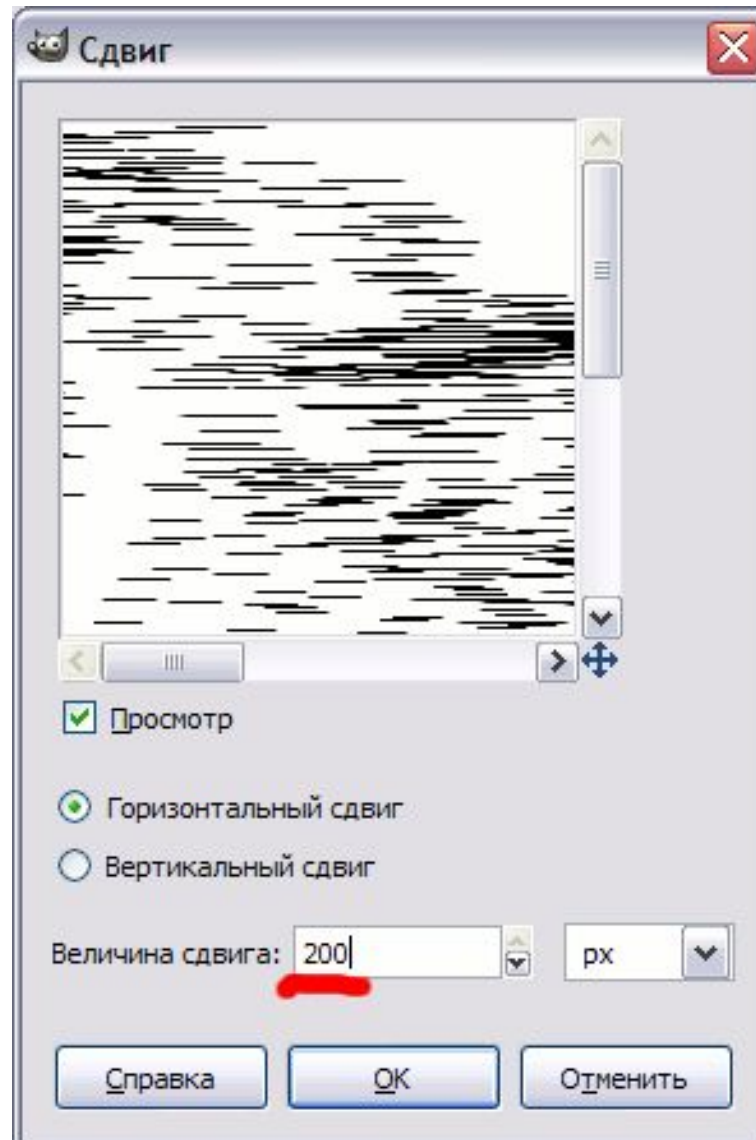 Сдвиг
Просмотр
Горизонтальный сдвиг
Вертикальный сдвиг
Величина сдвига: 200 px
Справка OK Отменить